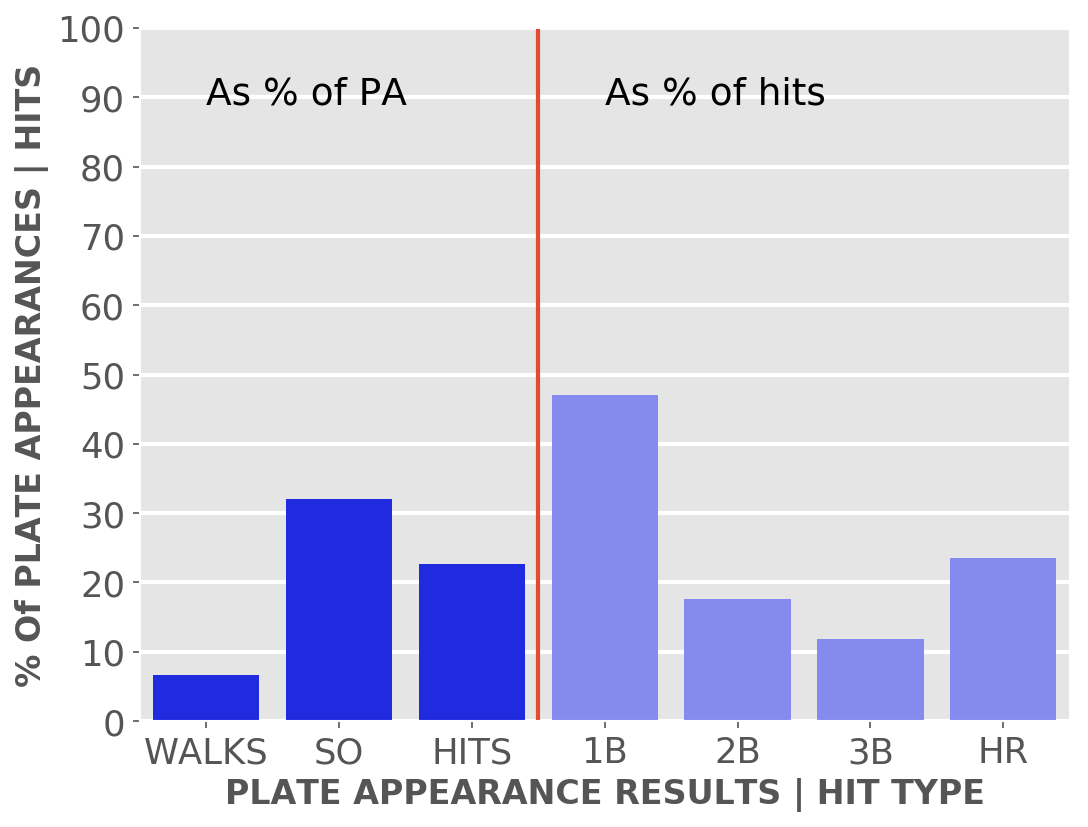 100
90
80
70
60
50
40
30
20
10
0
% Of PLATE APPEARANCES | HITS
As % of PA
As % of hits
WALKS SO HITS 1B 2B 3B HR
PLATE APPEARANCE RESULTS | HIT TYPE